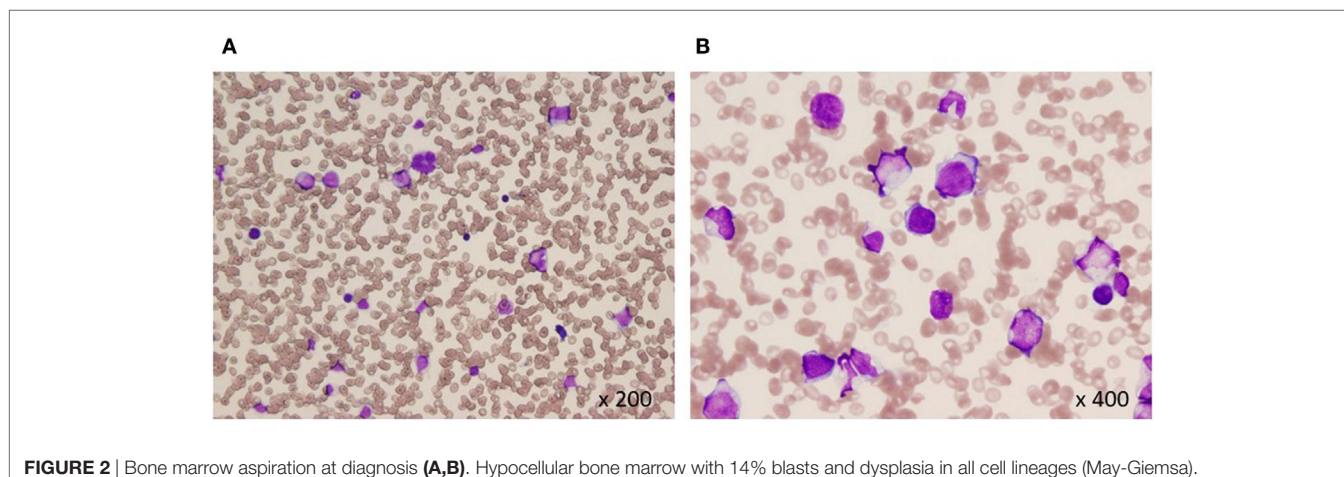 A
B
x 200
x 400
FIGURE 2 | Bone marrow aspiration at diagnosis (A,B). Hypocellular bone marrow with 14% blasts and dysplasia in all cell lineages (May-Giemsa).